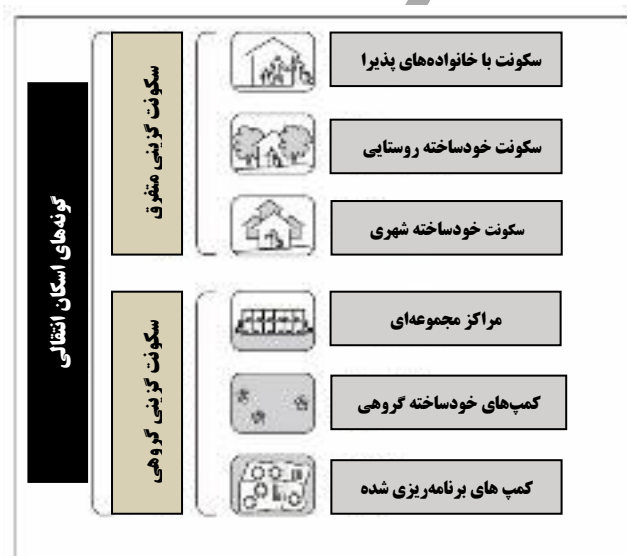 گونه‌های اسکان انتقالی
سکونت گزینی متفرق
سکونت با خانواده‌های پذیرا
سکونت خودساخته روستایی
سکونت خودساخته شهری
سکونت گزینی گروهی
مراکز مجموعه‌ای
کمپ‌های خودساخته گروهی
کمپ های برنامه‌ریزی شده